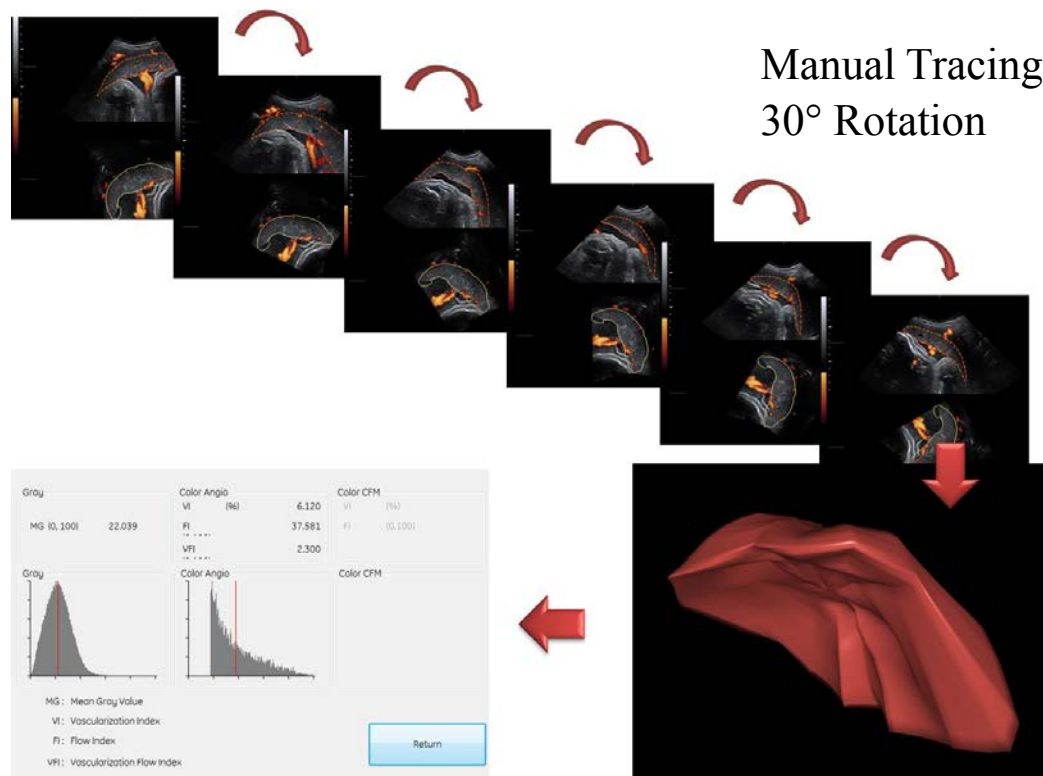 Manual Tracing
30° Rotation
Gray
MG (0, 100) 22.039
Color Angio
VI (%) 6.120
FI 37.581
VFI 2.300
Color CFM
VI (%)
FI (0,100)
Gray
Color Angio
Color CFM
MG : Mean Gray Value
VI : Vascularization Index
FI : Flow Index
VFI : Vascularization Flow Index
Return